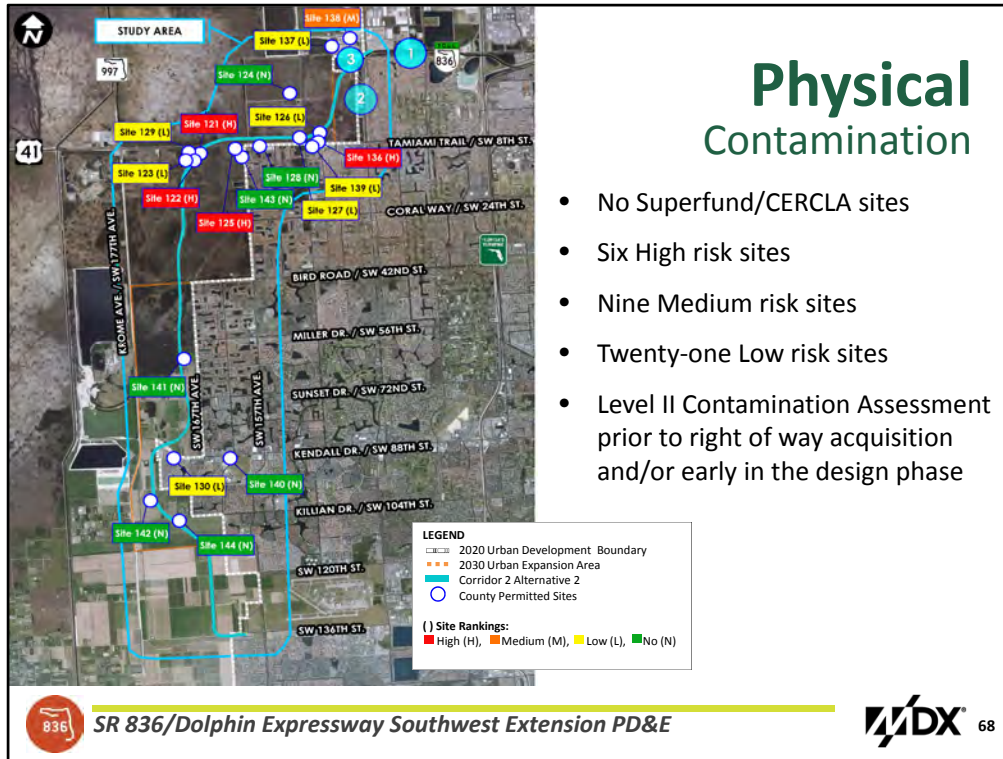 N
STUDY AREA
Site 138 (M)
Site 137 (L)
3
1
2
TOLL
836
997
Site 124 (N)
Site 126 (L)
Site 121 (H)
Site 129 (L)
41
TAMIAMI TRAIL / SW 8TH ST.
Site 136 (H)
Site 123 (L)
Site 128 (N)
Site 139 (L)
Site 122 (H)
Site 143 (N)
Site 127 (L)
Site 125 (H)
CORAL WAY / SW 24TH ST.
KROME AVE. / SW 177TH AVE.
BIRD ROAD / SW 42ND ST.
MILLER DR. / SW 56TH ST.
Site 141 (N)
SW 167TH AVE.
SW 157TH AVE.
SUNSET DR. / SW 72ND ST.
KENDALL DR. / SW 88TH ST.
Site 130 (L)
Site 140 (N)
KILLIAN DR. / SW 104TH ST.
Site 142 (N)
Site 144 (N)
SW 120TH ST.
SW 136TH ST.
LEGEND
2020 Urban Development Boundary
2030 Urban Expansion Area
Corridor 2 Alternative 2
County Permitted Sites
( ) Site Rankings:
High (H), Medium (M), Low (L), No (N)
Physical
Contamination
• No Superfund/CERCLA sites
• Six High risk sites
• Nine Medium risk sites
• Twenty-one Low risk sites
• Level II Contamination Assessment
prior to right of way acquisition
and/or early in the design phase
836
SR 836/Dolphin Expressway Southwest Extension PD&E
MDX®
68